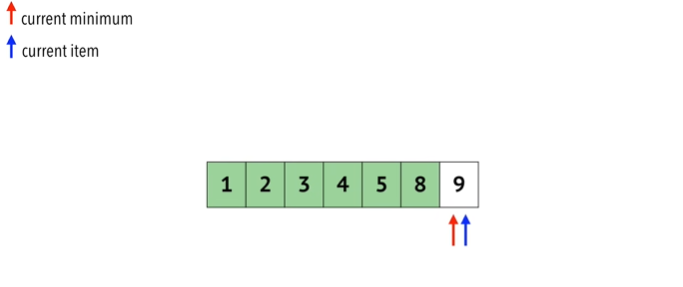 current minimum
current item
1 2 3 4 5 8 9